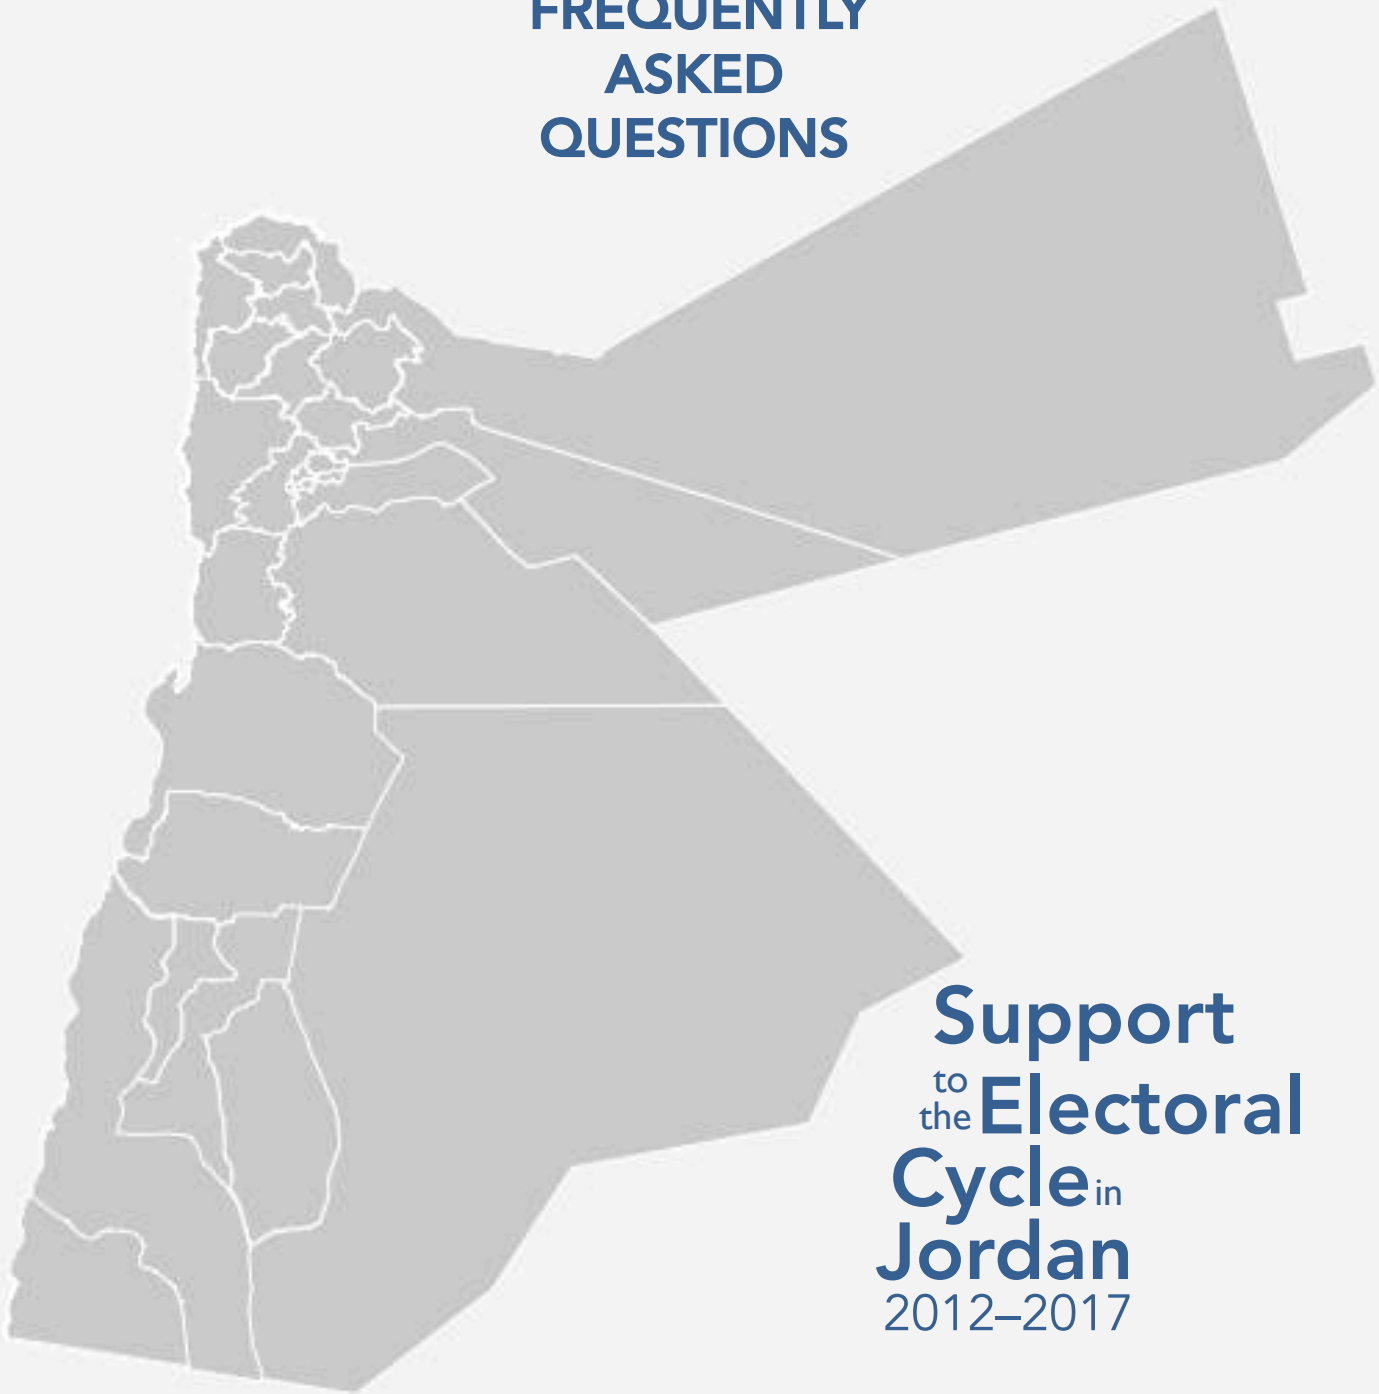 FREQUENTLY
ASKED
QUESTIONS
Support
to
the Electoral
Cycle in
Jordan
2012–2017